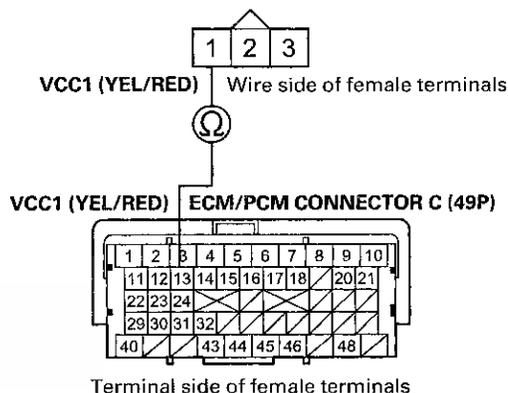 1 2 3
VCC1 (YEL/RED) Wire side of female terminals
Ω
VCC1 (YEL/RED) ECM/PCM CONNECTOR C (49P)
1 2 3 4 5 6 7 8 9 10
11 12 13 14 15 16 17 18 20 21
22 23 24
29 30 31 32
40 43 44 45 46 48
Terminal side of female terminals